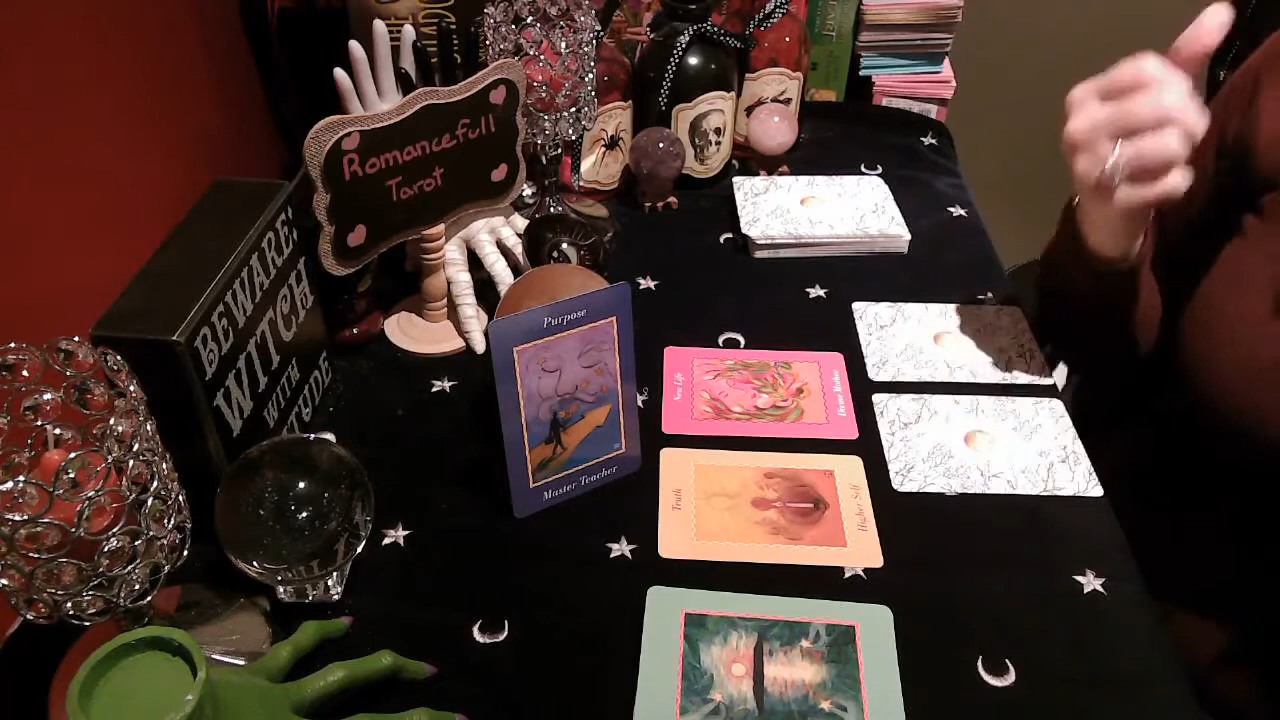 Romancefull
Tarot
BEWARE:
WITCH
WITH
Purpose
Master Teacher
New Life
Divine Mother
Truth
Higher Self